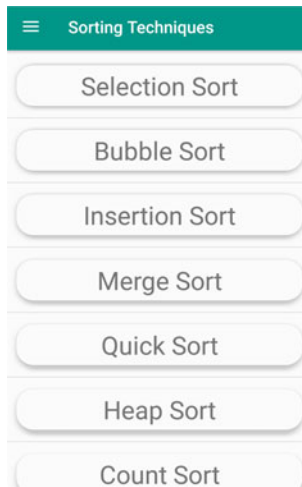 Sorting Techniques
Selection Sort
Bubble Sort
Insertion Sort
Merge Sort
Quick Sort
Heap Sort
Count Sort